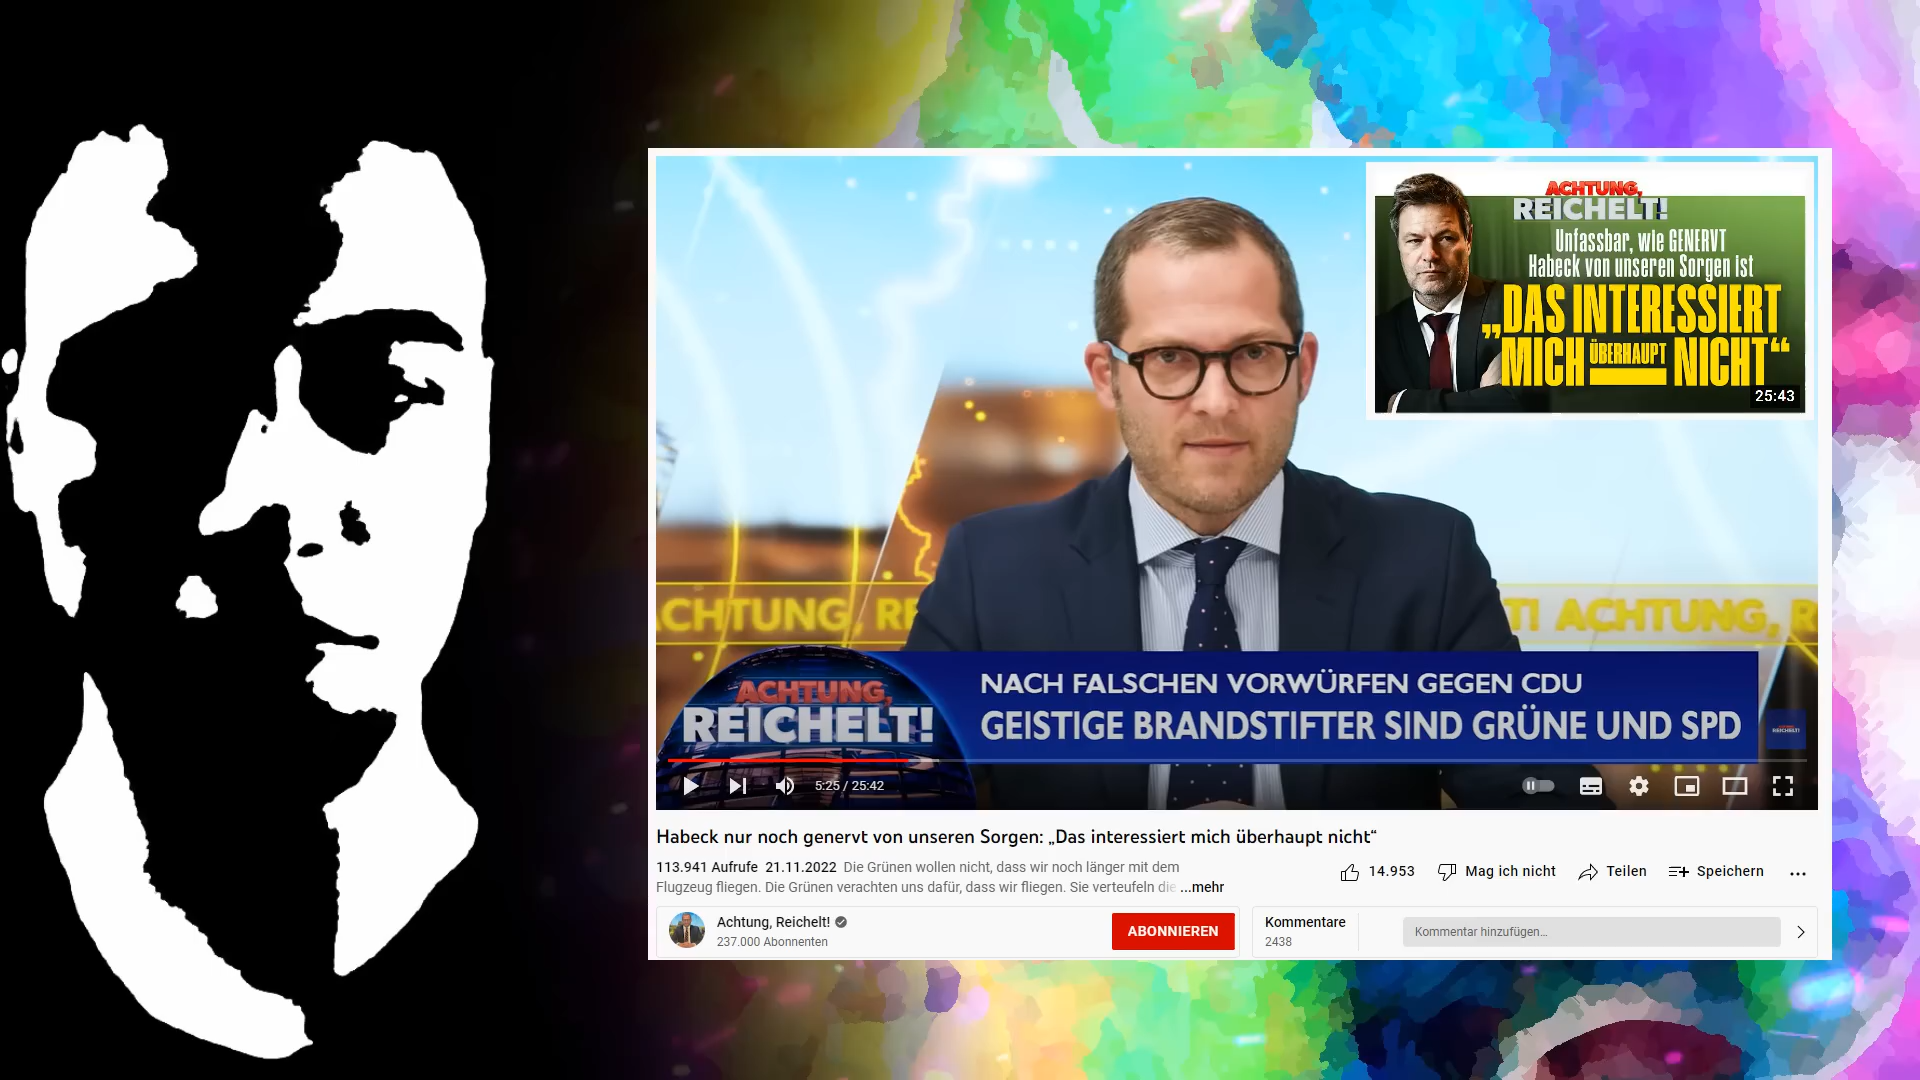 ACHTUNG,
REICHELT!
Unfassbar, wie GENERVT
Habeck von unseren Sorgen ist
„DAS INTERESSIERT
MICH ÜBERHAUPT NICHT“
25:43
CHTUNG, RE
T! ACHTUNG, R
ACHTUNG,
REICHELT!
NACH FALSCHEN VORWÜRFEN GEGEN CDU
GEISTIGE BRANDSTIFTER SIND GRÜNE UND SPD
REICHELT!
5:25 / 25:42
Habeck nur noch genervt von unseren Sorgen: „Das interessiert mich überhaupt nicht“
113.941 Aufrufe 21.11.2022 Die Grünen wollen nicht, dass wir noch länger mit dem
Flugzeug fliegen. Die Grünen verachten uns dafür, dass wir fliegen. Sie verteufeln die ...mehr
14.953 Mag ich nicht Teilen Speichern
Achtung, Reichelt!
237.000 Abonnenten
ABONNIEREN
Kommentare
2438
Kommentar hinzufügen...